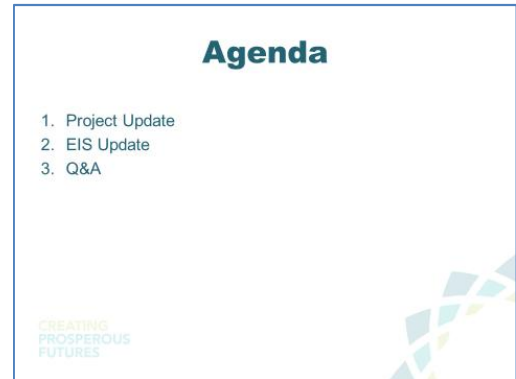 Agenda
1. Project Update
2. EIS Update
3. Q&A
CREATING
PROSPEROUS
FUTURES